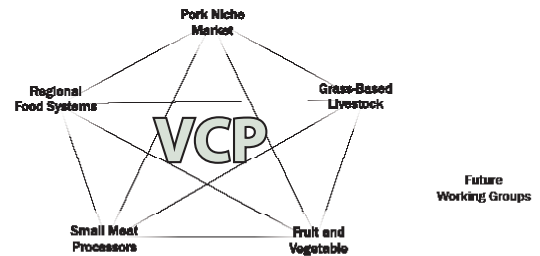 Pork Niche
Market
Regional
Food Systems
Grass-Based
Livestock
VCP
Future
Working Groups
Small Meat
Processors
Fruit and
Vegetable